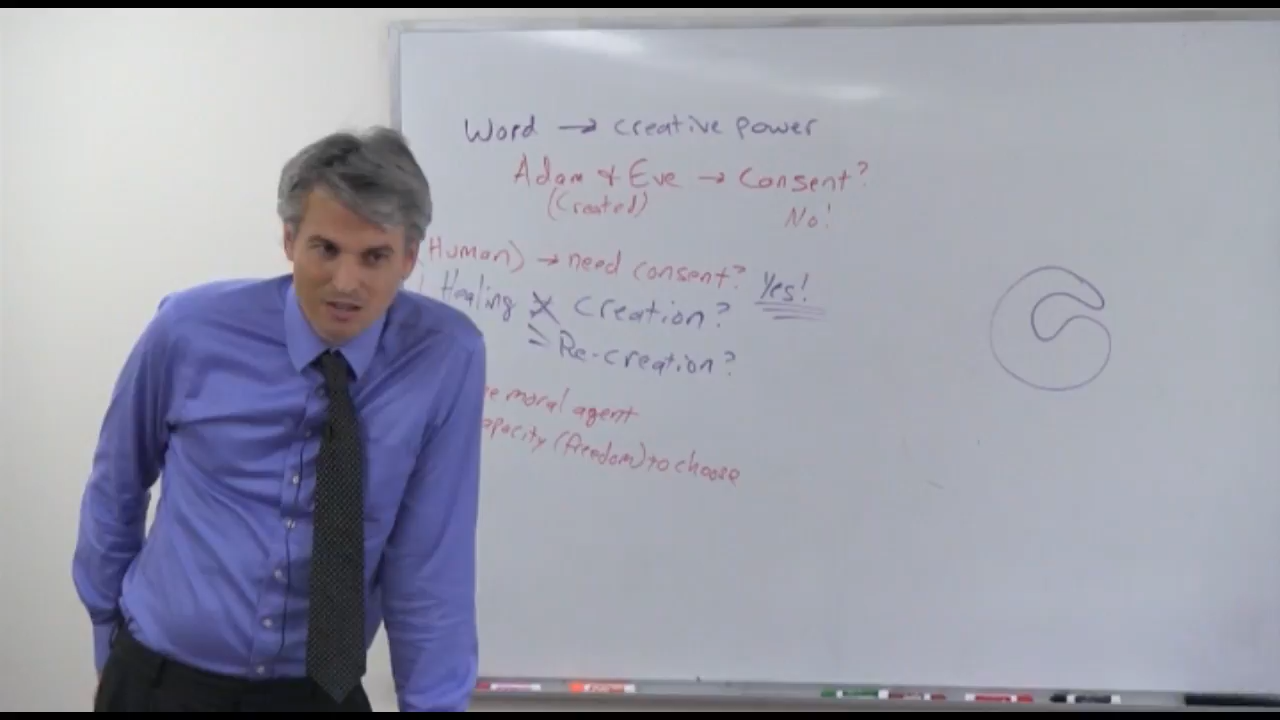 Word → creative power
Adam & Eve → Consent?
(Created) No!
(Human) → need consent? Yes!
Healing ✗ Creation?
= Re-creation?
moral agent
(freedom) to choose